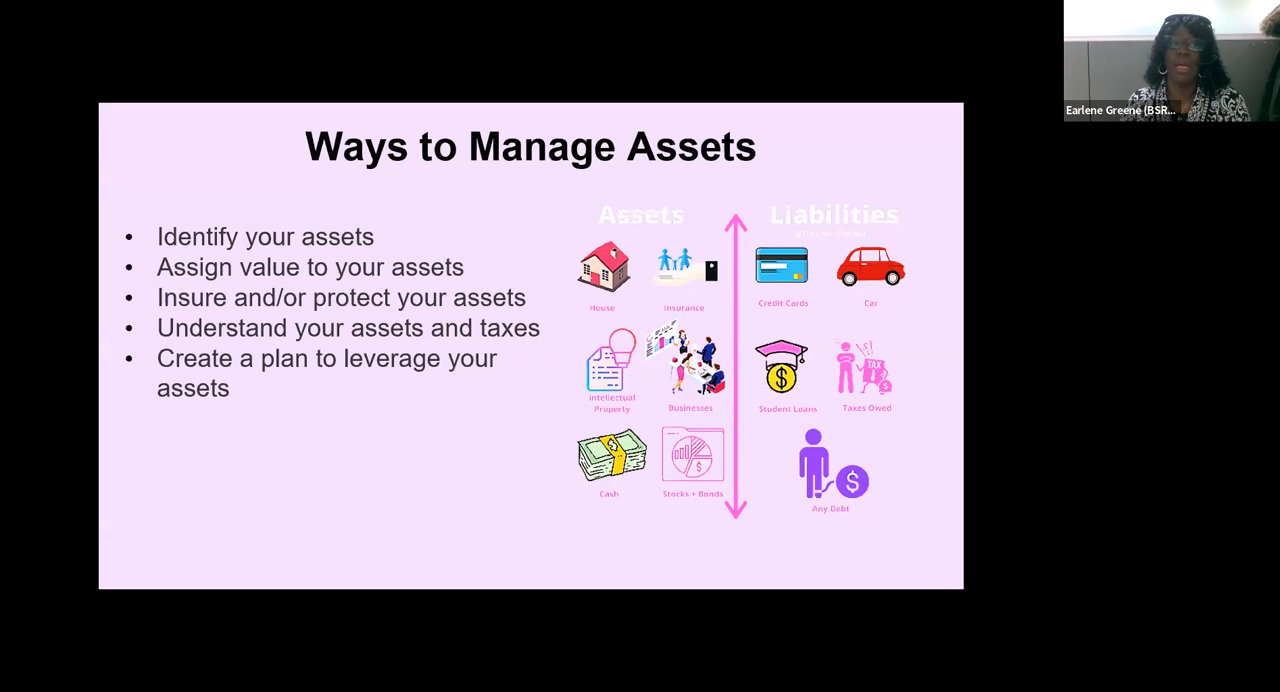 Ways to Manage Assets
• Identify your assets
• Assign value to your assets
• Insure and/or protect your assets
• Understand your assets and taxes
• Create a plan to leverage your
assets
Assets
Liabilities
House
Insurance
Credit Cards
Car
Intellectual
Property
Businesses
Student Loans
TAX
Taxes Owed
Cash
Stocks + Bonds
Any Debt
Earlene Greene (BSR...